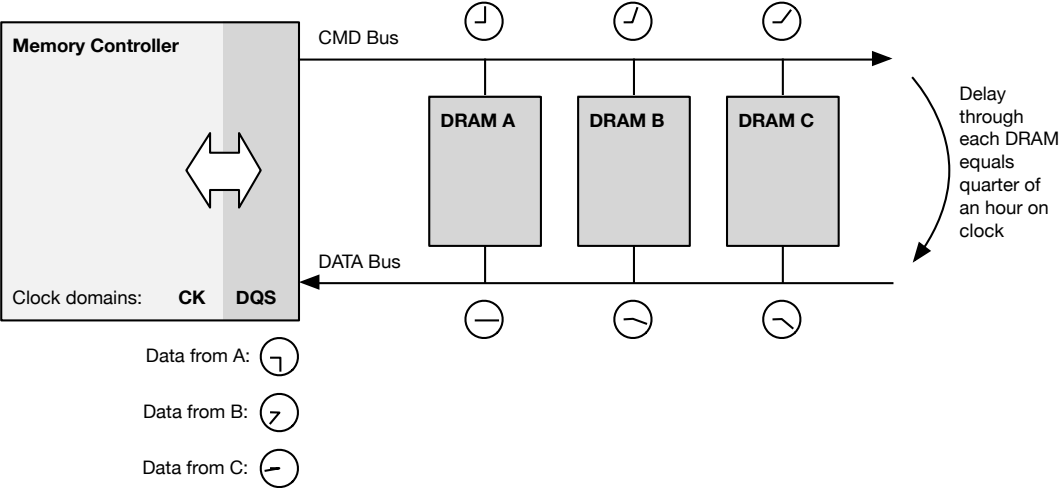 Memory Controller
CMD Bus
DRAM A
DRAM B
DRAM C
Delay
through
each DRAM
equals
quarter of
an hour on
clock
DATA Bus
Clock domains: CK DQS
Data from A:
Data from B:
Data from C: